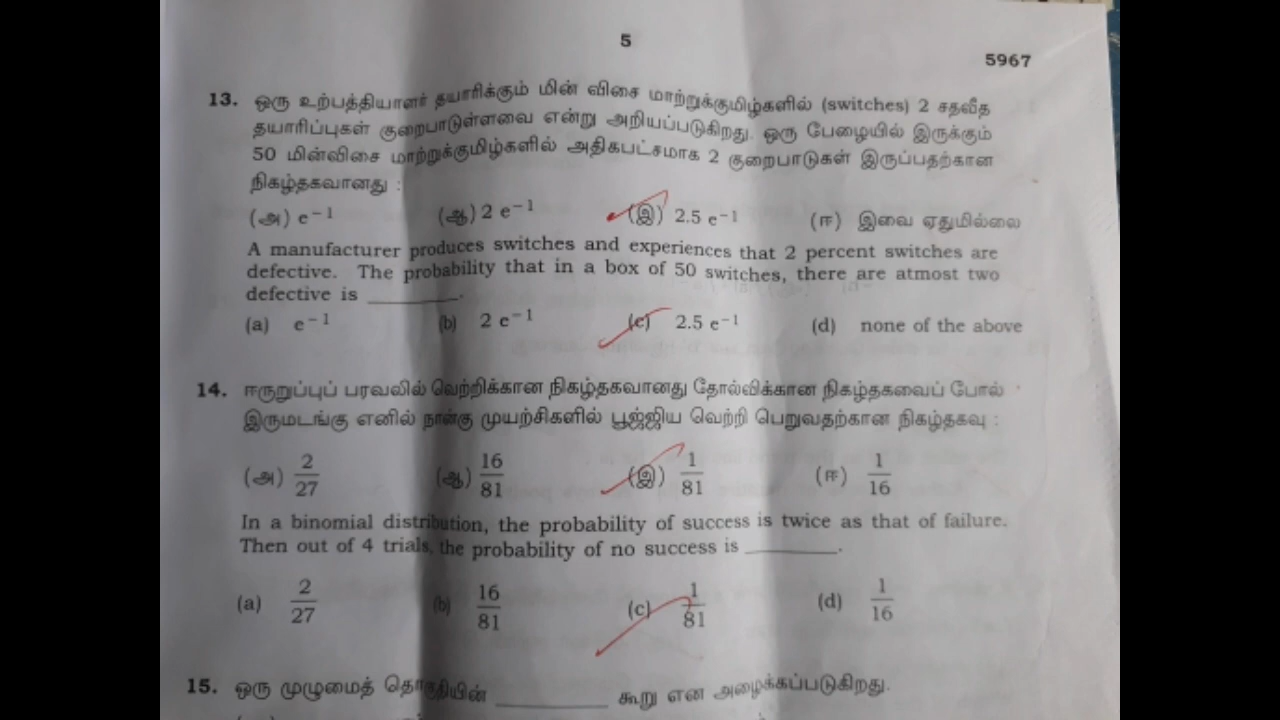 5
5967
13. ஒரு உற்பத்தியாளர் தயாரிக்கும் மின் விசை மாற்றுக்குமிழ்களில் (switches) 2 சதவீத
தயாரிப்புகள் குறைபாடுள்ளவை என்று அறியப்படுகிறது. ஒரு பேழையில் இருக்கும்
50 மின்விசை மாற்றுக்குமிழ்களில் அதிகபட்சமாக 2 குறைபாடுகள் இருப்பதற்கான
நிகழ்தகவானது :
(அ) e⁻¹ (ஆ) 2 e⁻¹ (இ) 2.5 e⁻¹ (ஈ) இவை ஏதுமில்லை
A manufacturer produces switches and experiences that 2 percent switches are
defective. The probability that in a box of 50 switches, there are atmost two
defective is ________.
(a) e⁻¹ (b) 2 e⁻¹ (c) 2.5 e⁻¹ (d) none of the above
14. ஈருறுப்புப் பரவலில் வெற்றிக்கான நிகழ்தகவானது தோல்விக்கான நிகழ்தகவைப் போல்
இருமடங்கு எனில் நான்கு முயற்சிகளில் பூஜ்ஜிய வெற்றி பெறுவதற்கான நிகழ்தகவு :
(அ) 2/27 (ஆ) 16/81 (இ) 1/81 (ஈ) 1/16
In a binomial distribution, the probability of success is twice as that of failure.
Then out of 4 trials, the probability of no success is ________.
(a) 2/27 (b) 16/81 (c) 1/81 (d) 1/16
15. ஒரு முழுமைத் தொகுதியின் ________ கூறு என அழைக்கப்படுகிறது.